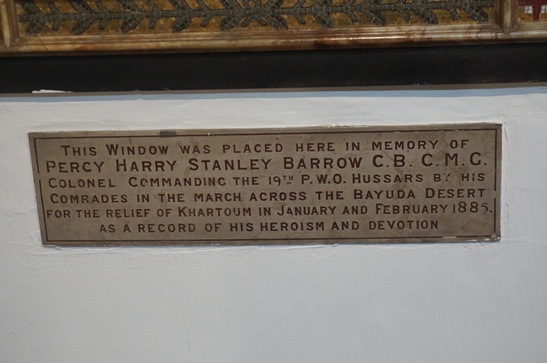 THIS WINDOW WAS PLACED HERE IN MEMORY OF
PERCY HARRY STANLEY BARROW C.B. C.M.G.
COLONEL COMMANDING THE 19TH P.W.O. HUSSARS BY HIS
COMRADES IN THE MARCH ACROSS THE BAYUDA DESERT
FOR THE RELIEF OF KHARTOUM IN JANUARY AND FEBRUARY 1885.
AS A RECORD OF HIS HEROISM AND DEVOTION